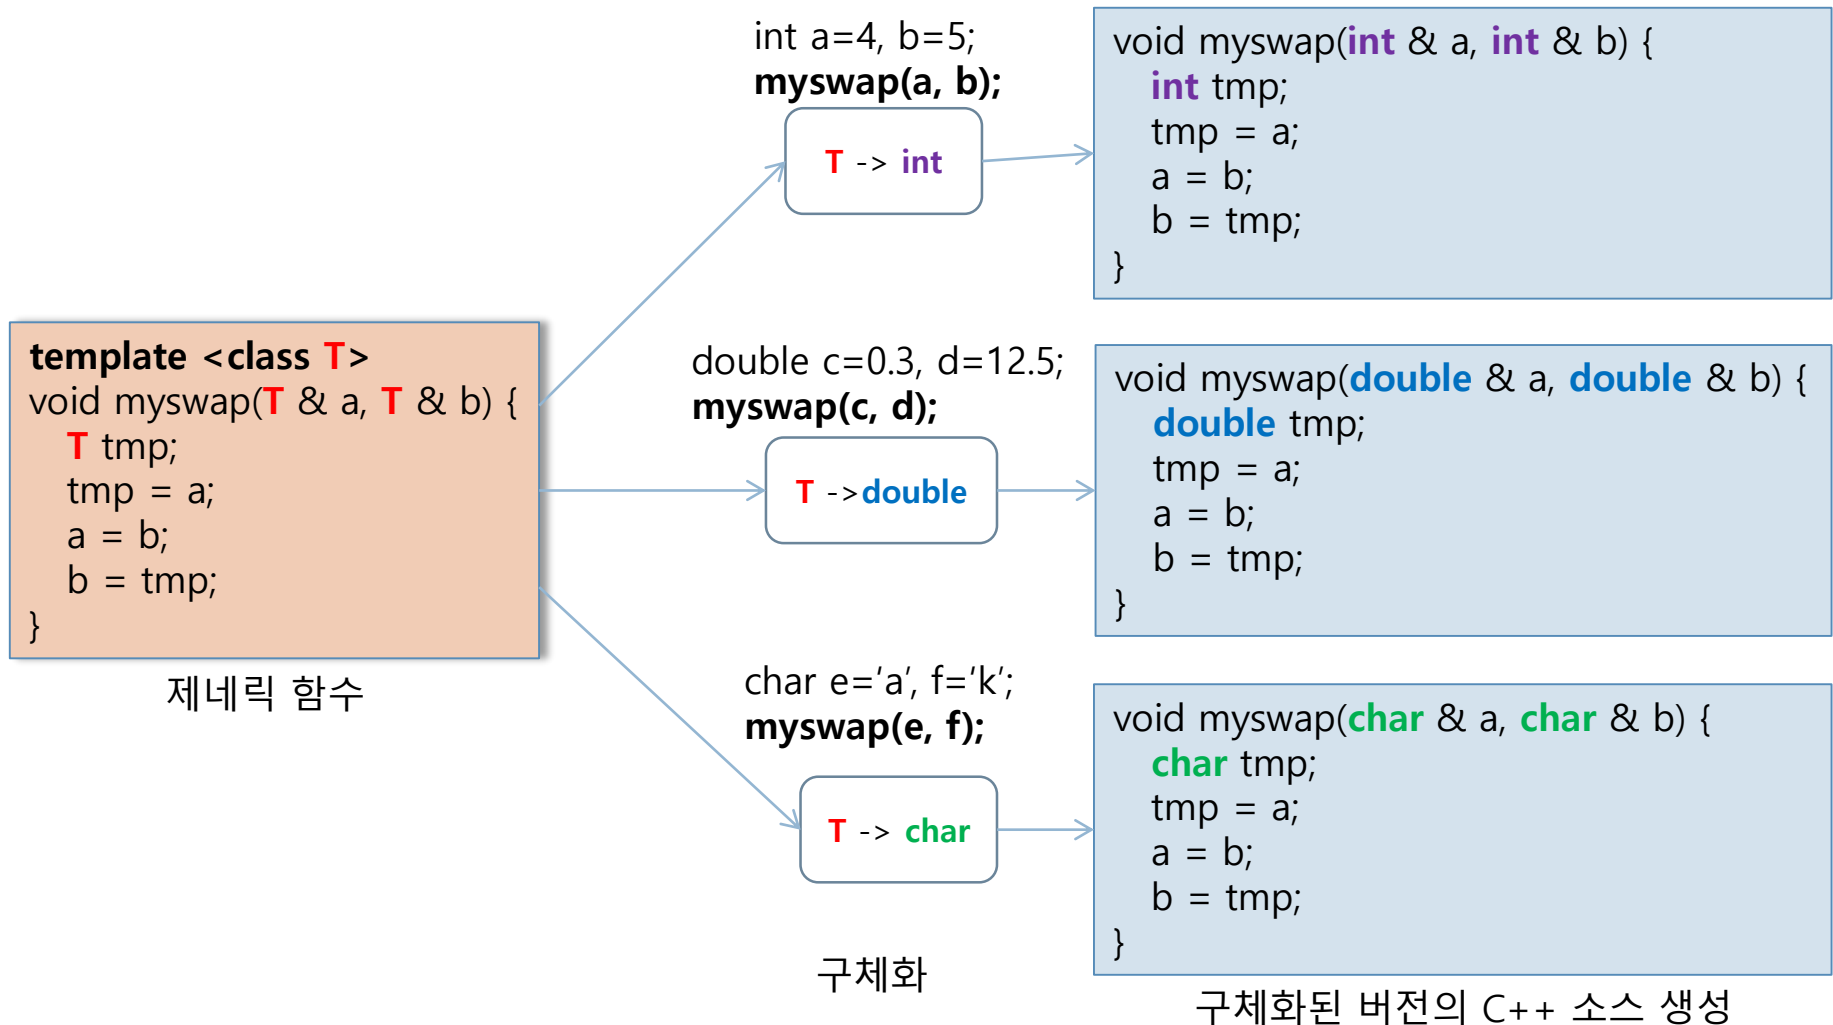 template <class T>
void myswap(T & a, T & b) {
T tmp;
tmp = a;
a = b;
b = tmp;
}
제네릭 함수
int a=4, b=5;
myswap(a, b);
T -> int
double c=0.3, d=12.5;
myswap(c, d);
T ->double
char e=‘a’, f=‘k’;
myswap(e, f);
T -> char
구체화
void myswap(int & a, int & b) {
int tmp;
tmp = a;
a = b;
b = tmp;
}
void myswap(double & a, double & b) {
double tmp;
tmp = a;
a = b;
b = tmp;
}
void myswap(char & a, char & b) {
char tmp;
tmp = a;
a = b;
b = tmp;
}
구체화된 버전의 C++ 소스 생성